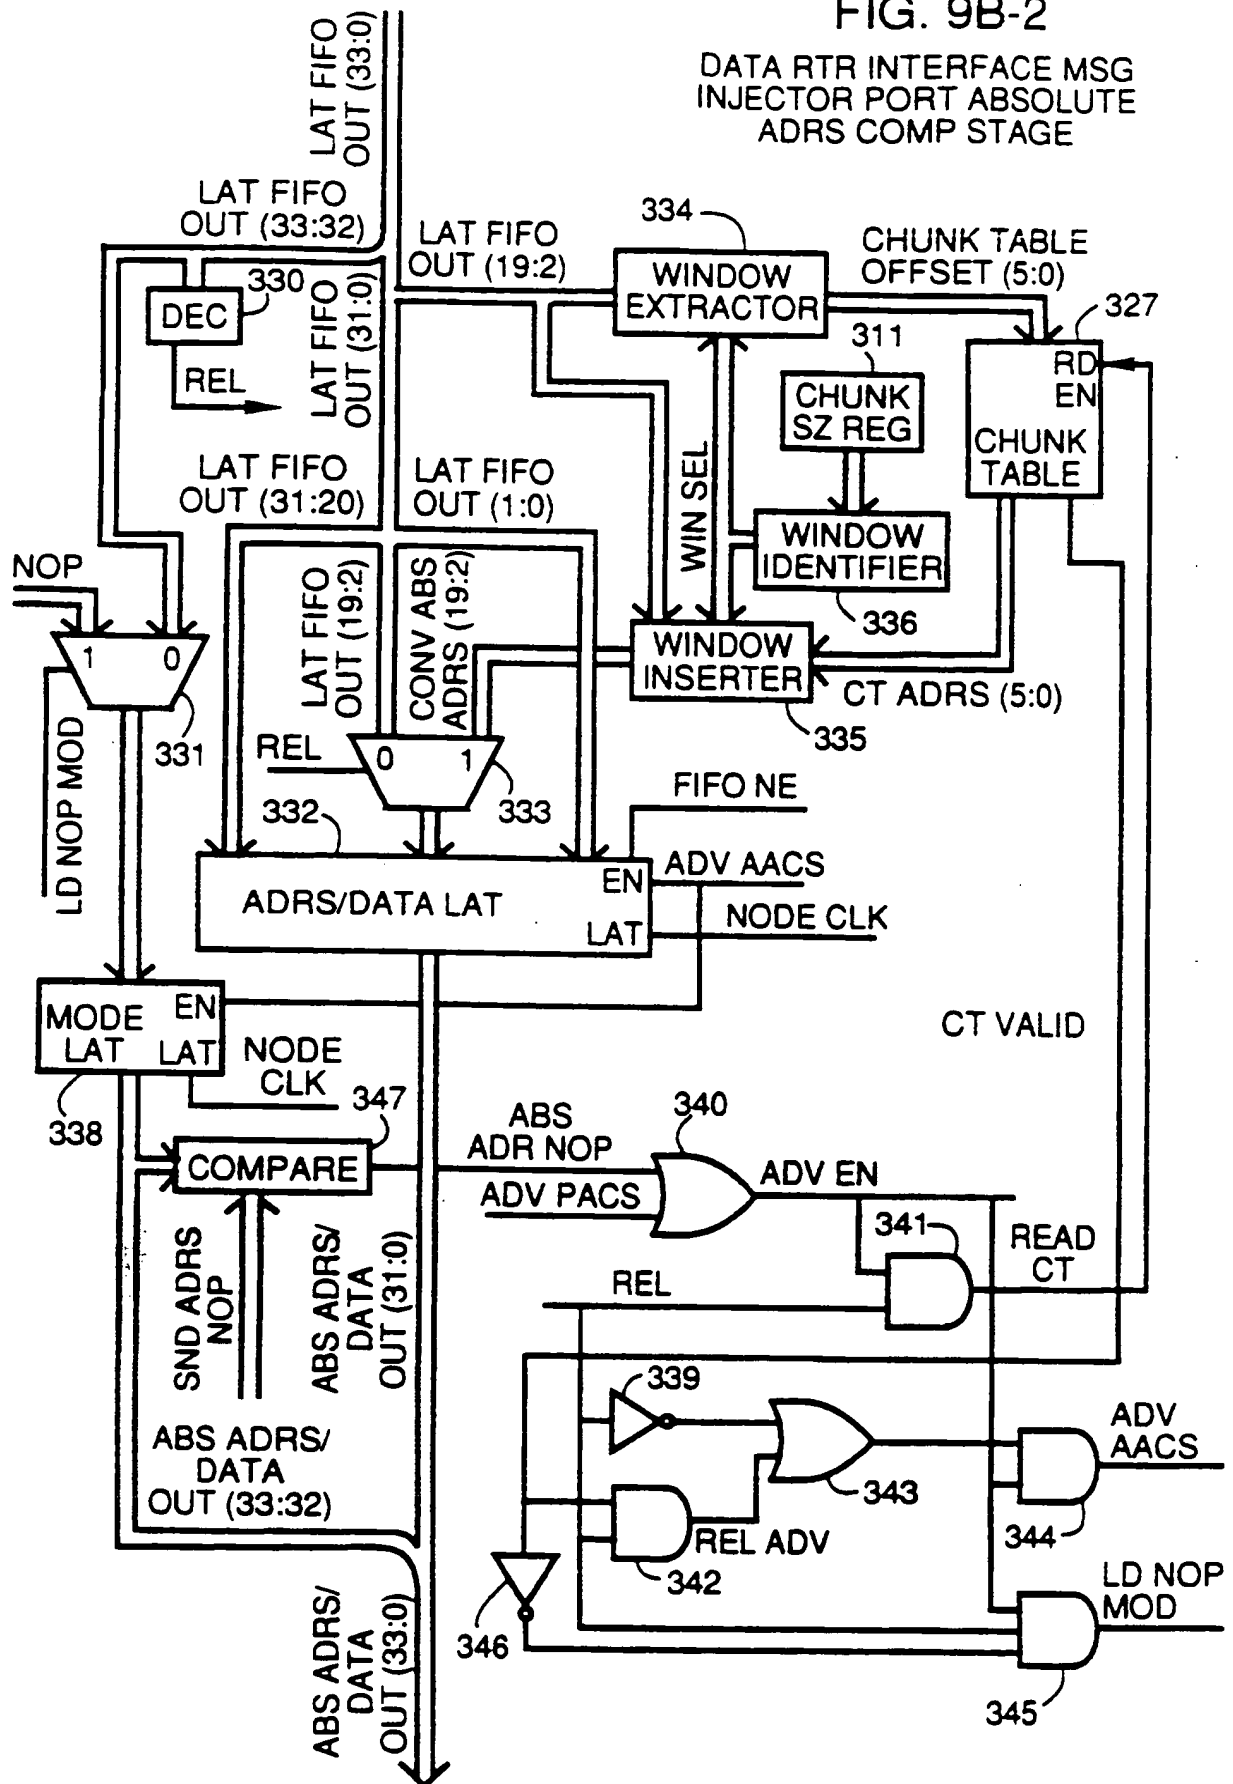 FIG. 9B-2
DATA RTR INTERFACE MSG
INJECTOR PORT ABSOLUTE
ADRS COMP STAGE
LAT FIFO
OUT (33:0)
LAT FIFO
OUT (33:32)
LAT FIFO
OUT (19:2)
334
WINDOW
EXTRACTOR
CHUNK TABLE
OFFSET (5:0)
327
330
DEC
REL
LAT FIFO
OUT (31:0)
311
CHUNK
SZ REG
RD
EN
CHUNK
TABLE
LAT FIFO
OUT (31:20)
LAT FIFO
OUT (1:0)
WIN SEL
WINDOW
IDENTIFIER
336
NOP
1
0
331
LD NOP MOD
LAT FIFO
OUT (19:2)
CONV ABS
ADRS (19:2)
WINDOW
INSERTER
335
CT ADRS (5:0)
REL
0
1
333
332
FIFO NE
ADRS/DATA LAT
EN
LAT
ADV AACS
NODE CLK
MODE
LAT
EN
LAT
338
NODE
CLK
CT VALID
347
COMPARE
ABS
ADR NOP
ADV PACS
340
ADV EN
341
READ
CT
SND ADRS
NOP
ABS ADRS/
DATA
OUT (31:0)
REL
339
343
ADV
AACS
344
ABS ADRS/
DATA
OUT (33:32)
342
REL ADV
346
LD NOP
MOD
345
ABS ADRS/
DATA
OUT (33:0)